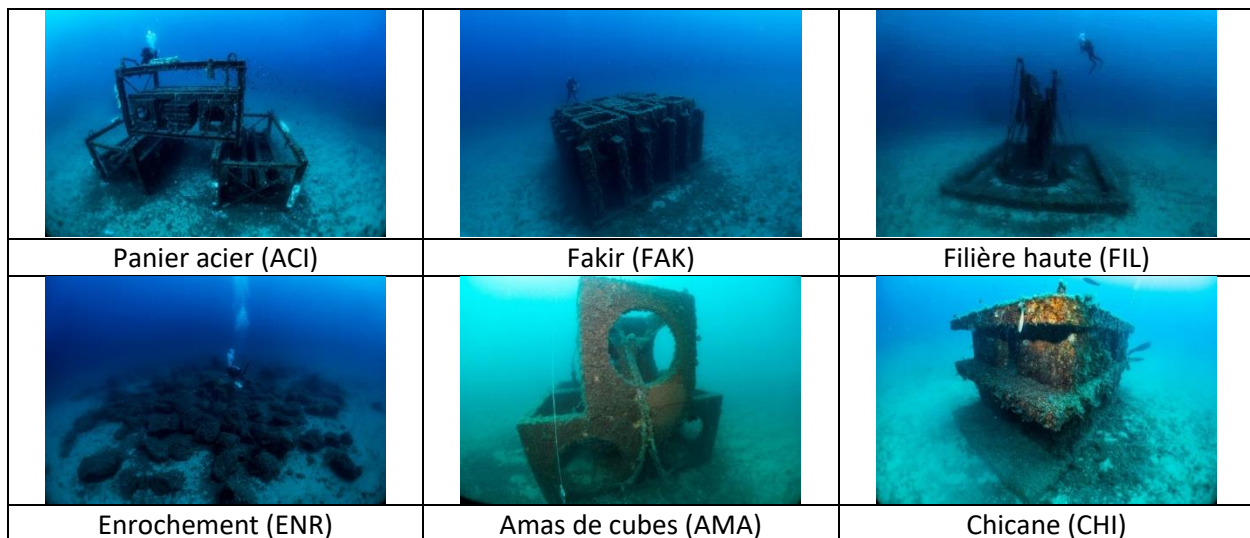 Panier acier (ACI)
Fakir (FAK)
Filière haute (FIL)
Enrochement (ENR)
Amas de cubes (AMA)
Chicane (CHI)